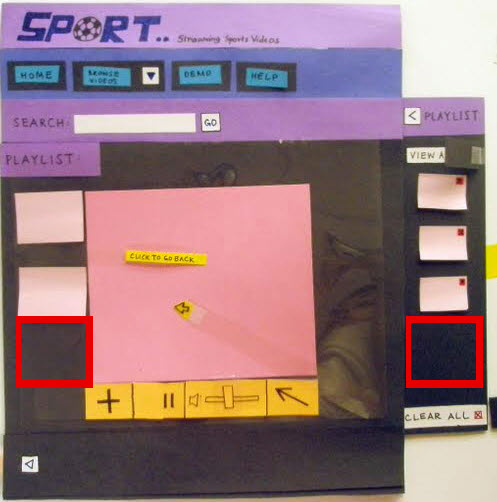 SPORT..
Streaming Sports Videos
HOME
BROWSE VIDEOS
DEMO
HELP
SEARCH:
GO
< PLAYLIST
PLAYLIST:
VIEW A
CLICK TO GO BACK
CLEAR ALL